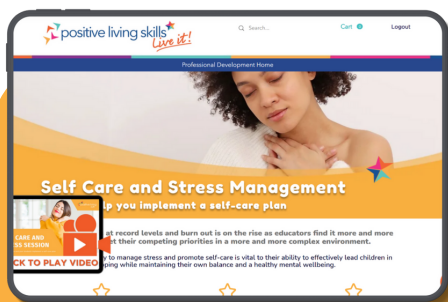 positive living skills
Live it!
Search...
Cart
Logout
Professional Development Home
Self Care and Stress Management
lp you implement a self-care plan
at record levels and burn out is on the rise as educators find it more and more
et their competing priorities in a more and more complex environment.
y to manage stress and promote self-care is vital to their ability to effectively lead children in
ping while maintaining their own balance and a healthy mental wellbeing.
CARE AND
SS SESSION
CK TO PLAY VIDEO